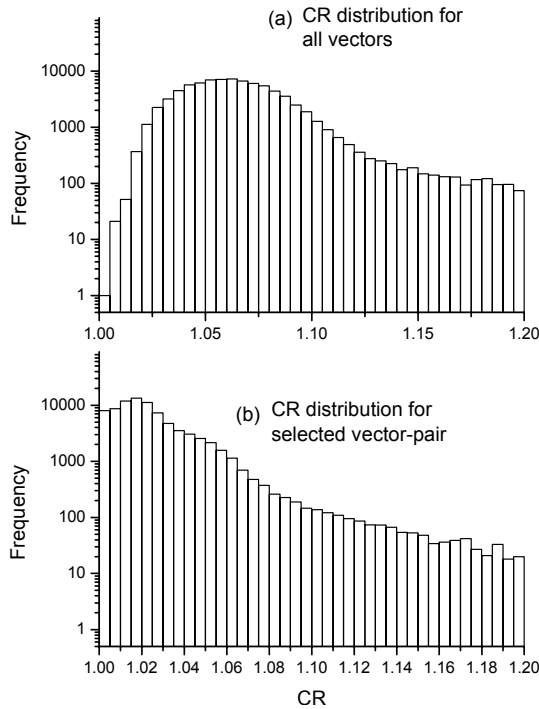 (a) CR distribution for
all vectors
10000
1000
100
10
1
Frequency
1.00 1.05 1.10 1.15 1.20
(b) CR distribution for
selected vector-pair
10000
1000
100
10
1
Frequency
1.00 1.02 1.04 1.06 1.08 1.10 1.12 1.14 1.16 1.18 1.20
CR